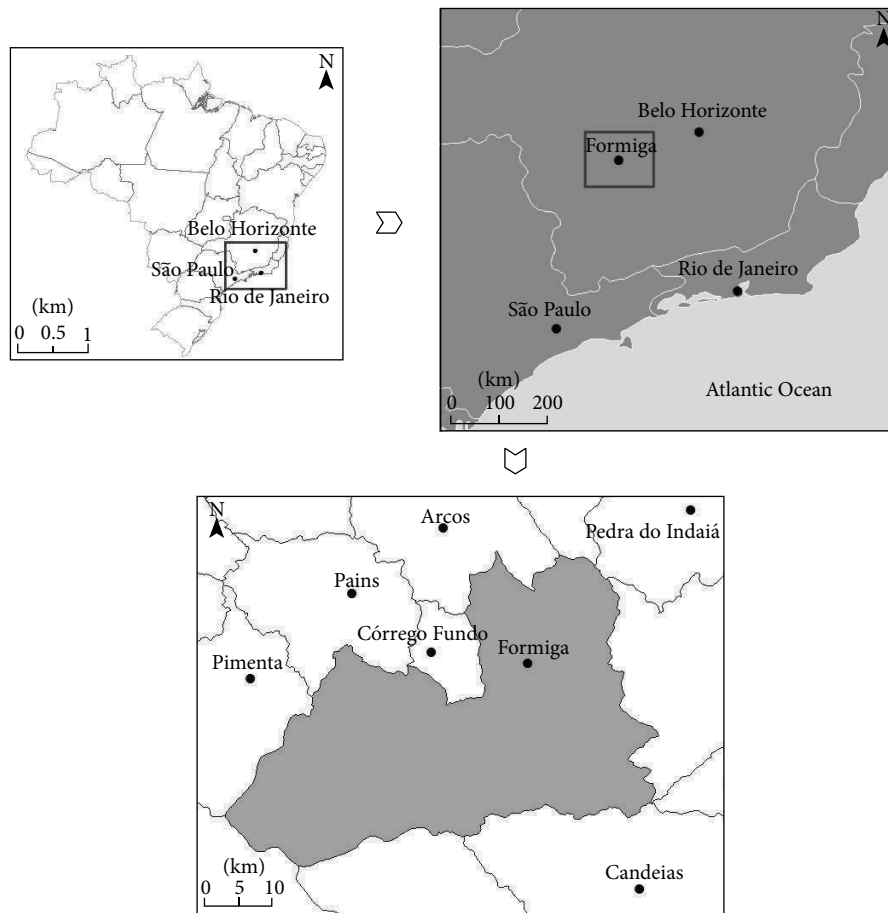 N
Belo Horizonte
São Paulo
Rio de Janeiro
(km)
0 0.5 1
N
Belo Horizonte
Formiga
Rio de Janeiro
São Paulo
(km)
0 100 200
Atlantic Ocean
N
Arcos
Pedra do Indaiá
Pains
Córrego Fundo
Formiga
Pimenta
(km)
0 5 10
Candeias